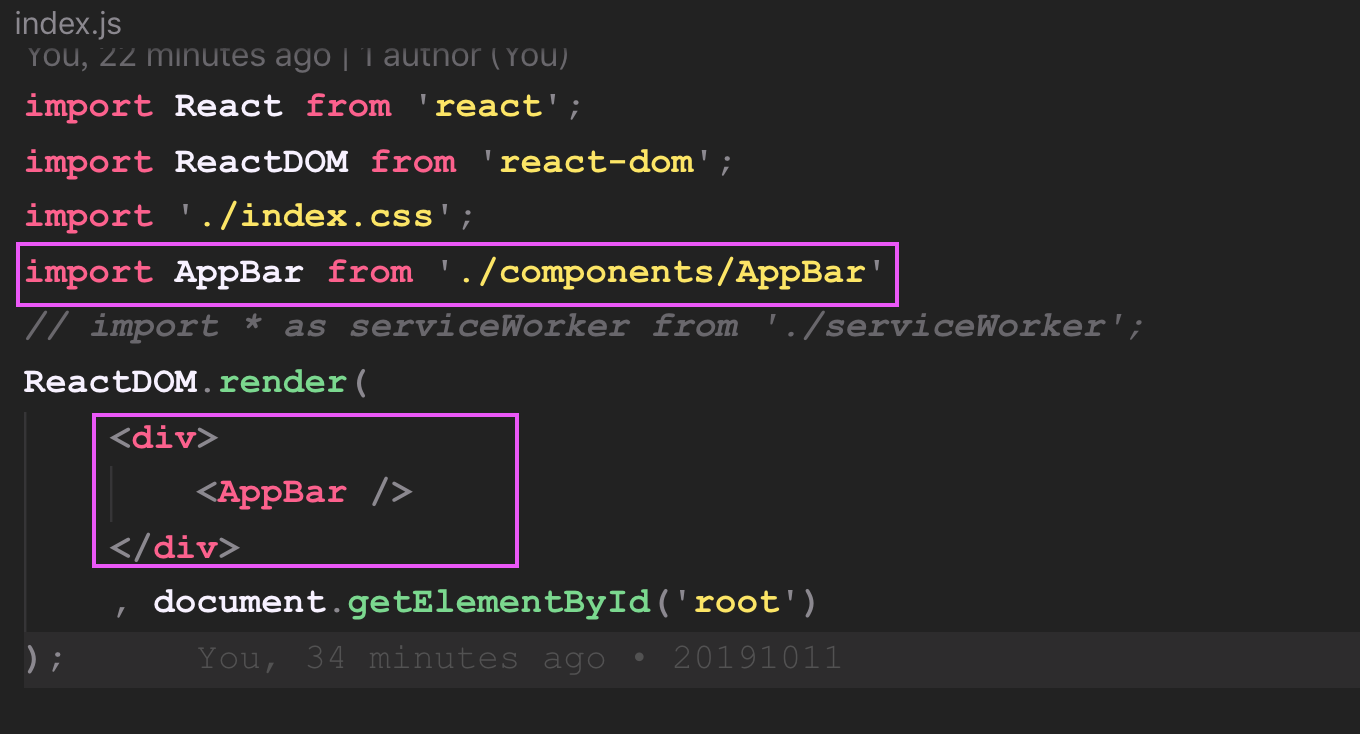 index.js
You, 22 minutes ago | 1 author (You)
import React from 'react';
import ReactDOM from 'react-dom';
import './index.css';
import AppBar from './components/AppBar'
// import * as serviceWorker from './serviceWorker';
ReactDOM.render(
<div>
<AppBar />
</div>
, document.getElementById('root')
); You, 34 minutes ago • 20191011